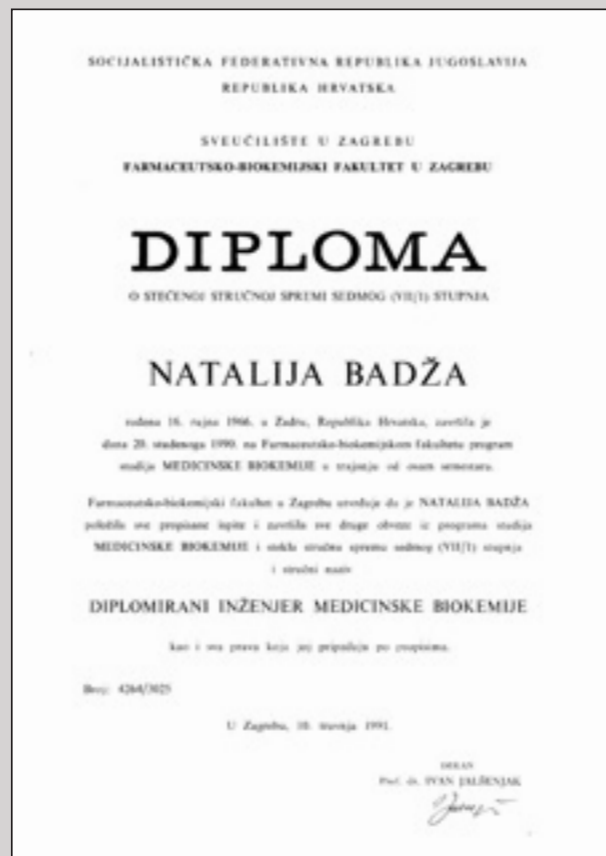 SOCIJALISTIČKA FEDERATIVNA REPUBLIKA JUGOSLAVIJA
REPUBLIKA HRVATSKA
SVEUČILIŠTE U ZAGREBU
FARMACEUTSKO-BIOKEMIJSKI FAKULTET U ZAGREBU
DIPLOMA
O STEČENOJ STRUČNOJ SPREMI SEDMOG (VII/1) STUPNJA
NATALIJA BADŽA
rođena 16. rujna 1966. u Zadru, Republika Hrvatska, završila je
dana 20. studenoga 1990. na Farmaceutsko-biokemijskom fakultetu program
studija MEDICINSKE BIOKEMIJE u trajanju od osam semestara.
Farmaceutsko-biokemijski fakultet u Zagrebu utvrđuje da je NATALIJA BADŽA
položila sve propisane ispite i završila sve druge obveze iz programa studija
MEDICINSKE BIOKEMIJE i stekla stručnu spremu sedmog (VII/1) stupnja
i stručni naziv
DIPLOMIRANI INŽENJER MEDICINSKE BIOKEMIJE
kao i sva prava koja joj pripadaju po propisima.
Broj: 4264/3025
U Zagrebu, 10. travnja 1991.
DEKAN
Prof. dr. IVAN JALŠENJAK